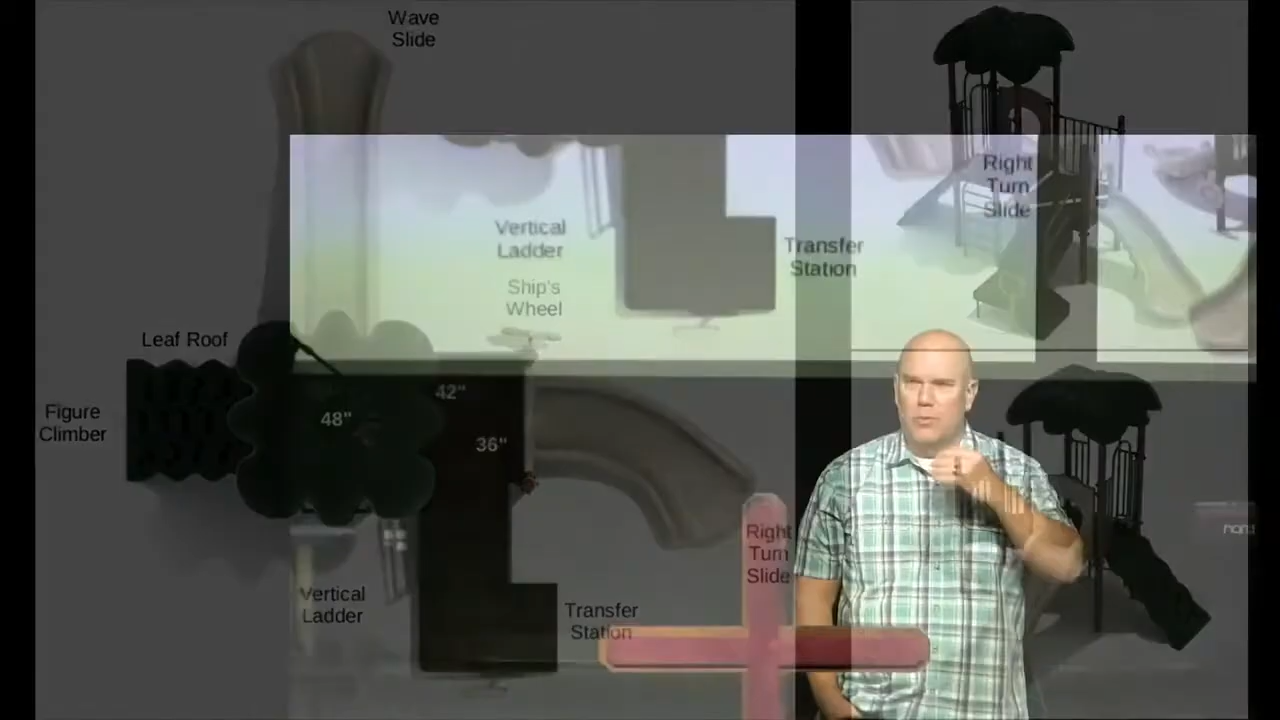 Wave
Slide
Right
Turn
Slide
Vertical
Ladder
Transfer
Station
Ship's
Wheel
Leaf Roof
Figure
Climber
42"
48"
36"
Right
Turn
Slide
Vertical
Ladder
Transfer
Station